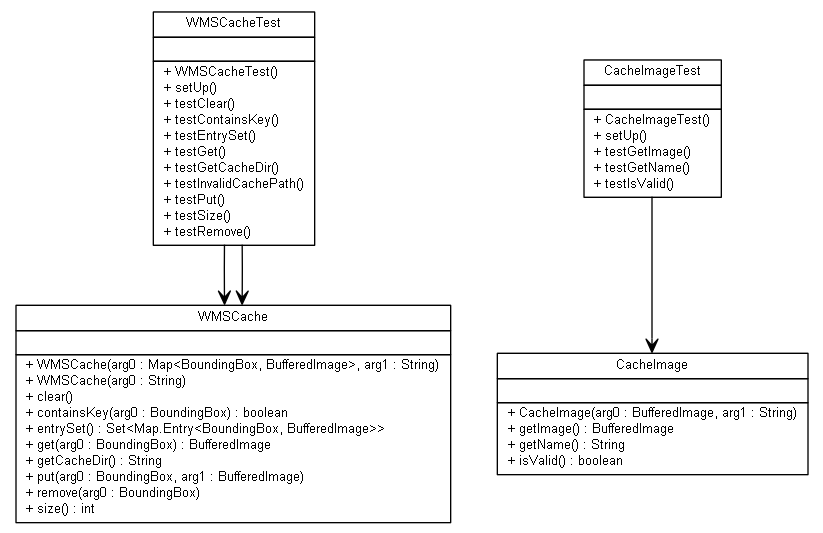 WMSCacheTest
+ WMSCacheTest()
+ setUp()
+ testClear()
+ testContainsKey()
+ testEntrySet()
+ testGet()
+ testGetCacheDir()
+ testInvalidCachePath()
+ testPut()
+ testSize()
+ testRemove()
CacheImageTest
+ CacheImageTest()
+ setUp()
+ testGetImage()
+ testGetName()
+ testIsValid()
WMSCache
+ WMSCache(arg0 : Map<BoundingBox, BufferedImage>, arg1 : String)
+ WMSCache(arg0 : String)
+ clear()
+ containsKey(arg0 : BoundingBox) : boolean
+ entrySet() : Set<Map.Entry<BoundingBox, BufferedImage>>
+ get(arg0 : BoundingBox) : BufferedImage
+ getCacheDir() : String
+ put(arg0 : BoundingBox, arg1 : BufferedImage)
+ remove(arg0 : BoundingBox)
+ size() : int
CacheImage
+ CacheImage(arg0 : BufferedImage, arg1 : String)
+ getImage() : BufferedImage
+ getName() : String
+ isValid() : boolean